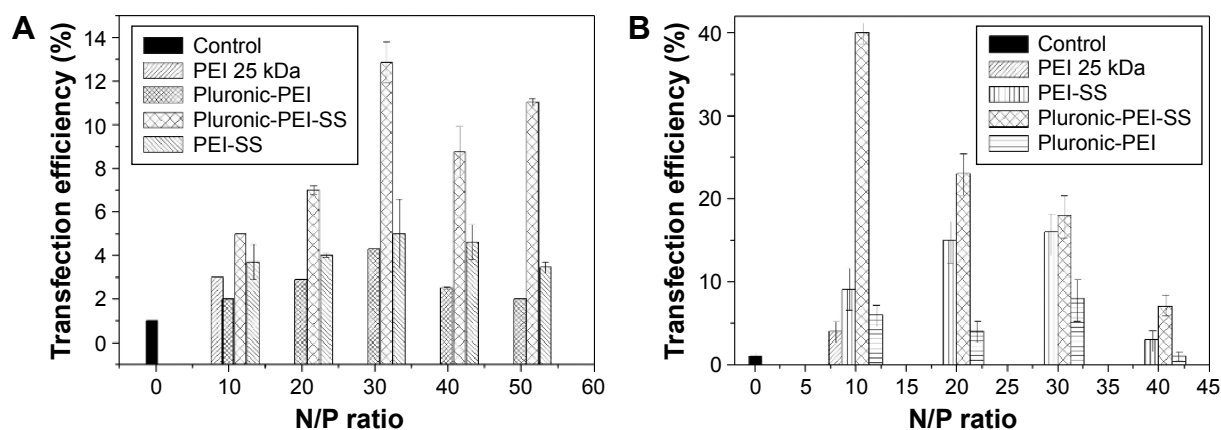 A
Transfection efficiency (%)
14
12
10
8
6
4
2
0
Control
PEI 25 kDa
Pluronic-PEI
Pluronic-PEI-SS
PEI-SS
0 10 20 30 40 50 60
N/P ratio
B
Transfection efficiency (%)
40
30
20
10
0
Control
PEI 25 kDa
PEI-SS
Pluronic-PEI-SS
Pluronic-PEI
0 5 10 15 20 25 30 35 40 45
N/P ratio